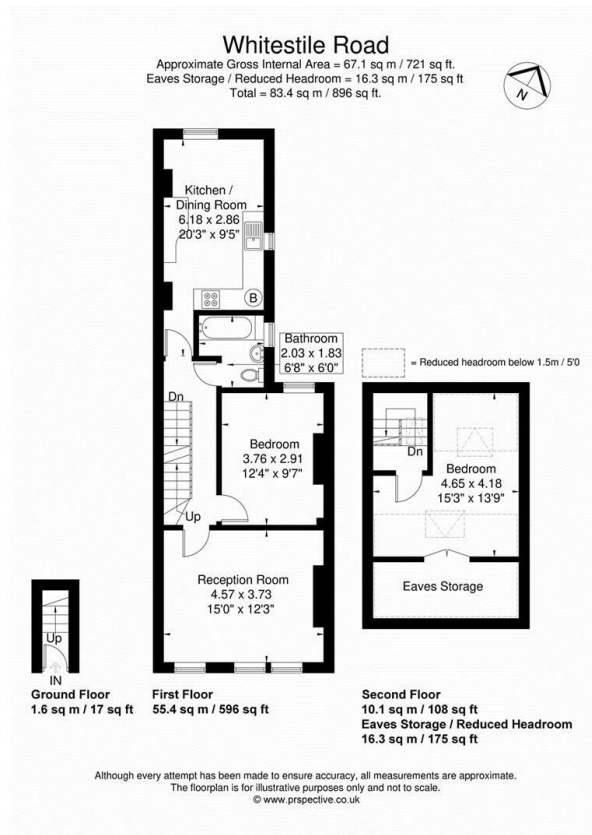 Whitestile Road
Approximate Gross Internal Area = 67.1 sq m / 721 sq ft.
Eaves Storage / Reduced Headroom = 16.3 sq m / 175 sq ft
Total = 83.4 sq m / 896 sq ft.
N
Kitchen /
Dining Room
6.18 x 2.86
20'3" x 9'5"
B
Bathroom
2.03 x 1.83
6'8" x 6'0"
= Reduced headroom below 1.5m / 5'0
Dn
Bedroom
3.76 x 2.91
12'4" x 9'7"
Up
Dn
Bedroom
4.65 x 4.18
15'3" x 13'9"
Reception Room
4.57 x 3.73
15'0" x 12'3"
Eaves Storage
Up
IN
Ground Floor
1.6 sq m / 17 sq ft
First Floor
55.4 sq m / 596 sq ft
Second Floor
10.1 sq m / 108 sq ft
Eaves Storage / Reduced Headroom
16.3 sq m / 175 sq ft
Although every attempt has been made to ensure accuracy, all measurements are approximate.
The floorplan is for illustrative purposes only and not to scale.
© www.prspective.co.uk